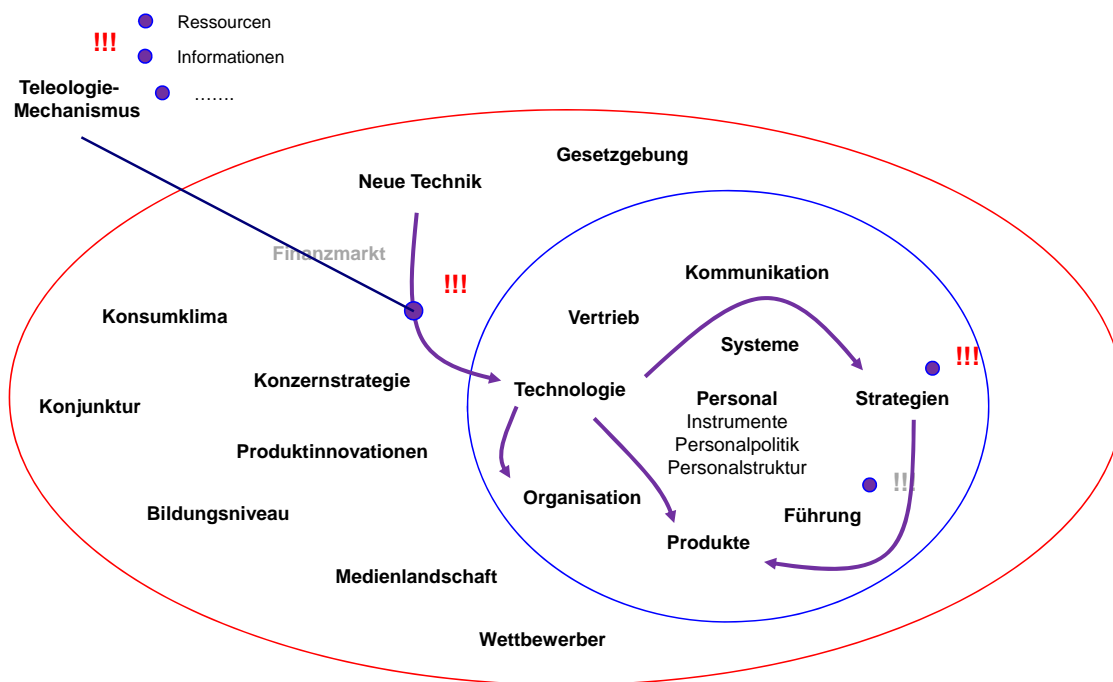 Ressourcen
!!!
Informationen
Teleologie-
Mechanismus
.......
Gesetzgebung
Neue Technik
Finanzmarkt
!!!
Kommunikation
Konsumklima
Vertrieb
Systeme
!!!
Konzernstrategie
Technologie
Konjunktur
Personal
Instrumente
Personalpolitik
Personalstruktur
Strategien
Produktinnovationen
!!!
Organisation
Bildungsniveau
Führung
Produkte
Medienlandschaft
Wettbewerber